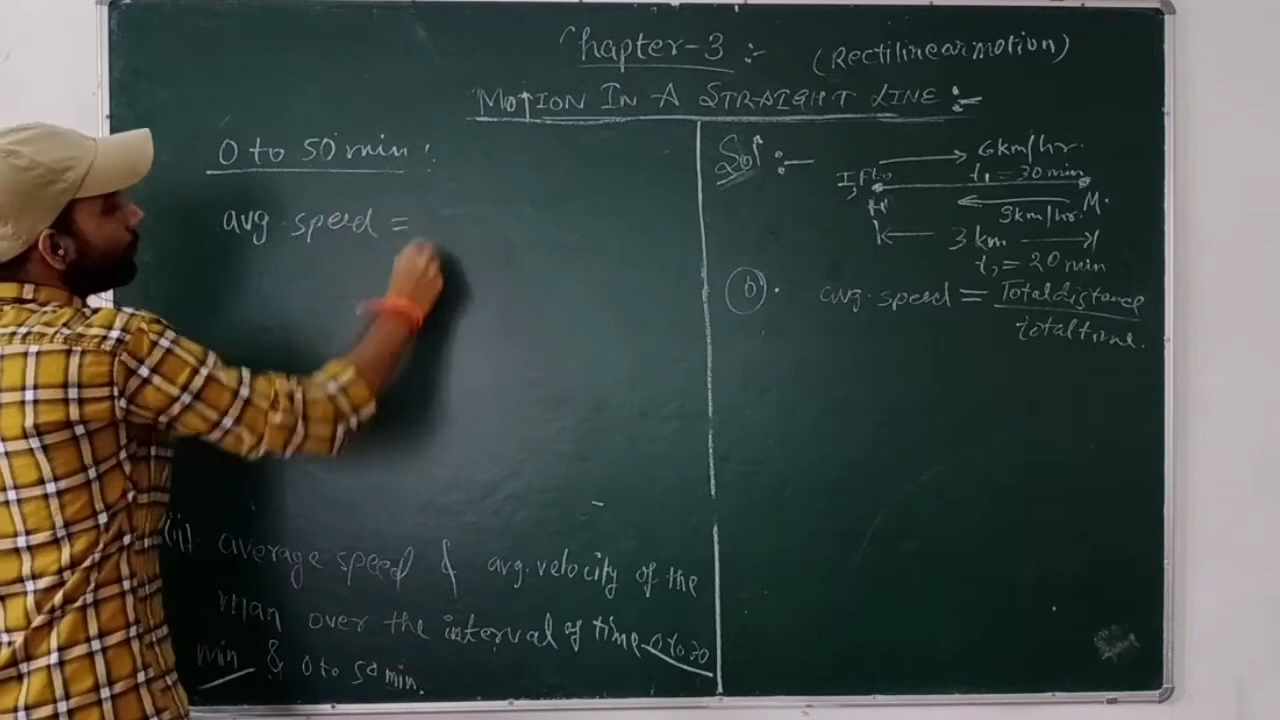 Chapter-3 :-
(Rectilinear motion)
MOTION IN A STRAIGHT LINE :-
0 to 50 min :
avg. speed =
(ii). average speed & avg. velocity of the
man over the interval of time 0 to 30
min & 0 to 50 min.
Sol :-
6km/hr.
t₁ = 30 min
H
M.
9km/hr.
3 km
t₂ = 20 min
(b). avg. speed = Total distance
total time.